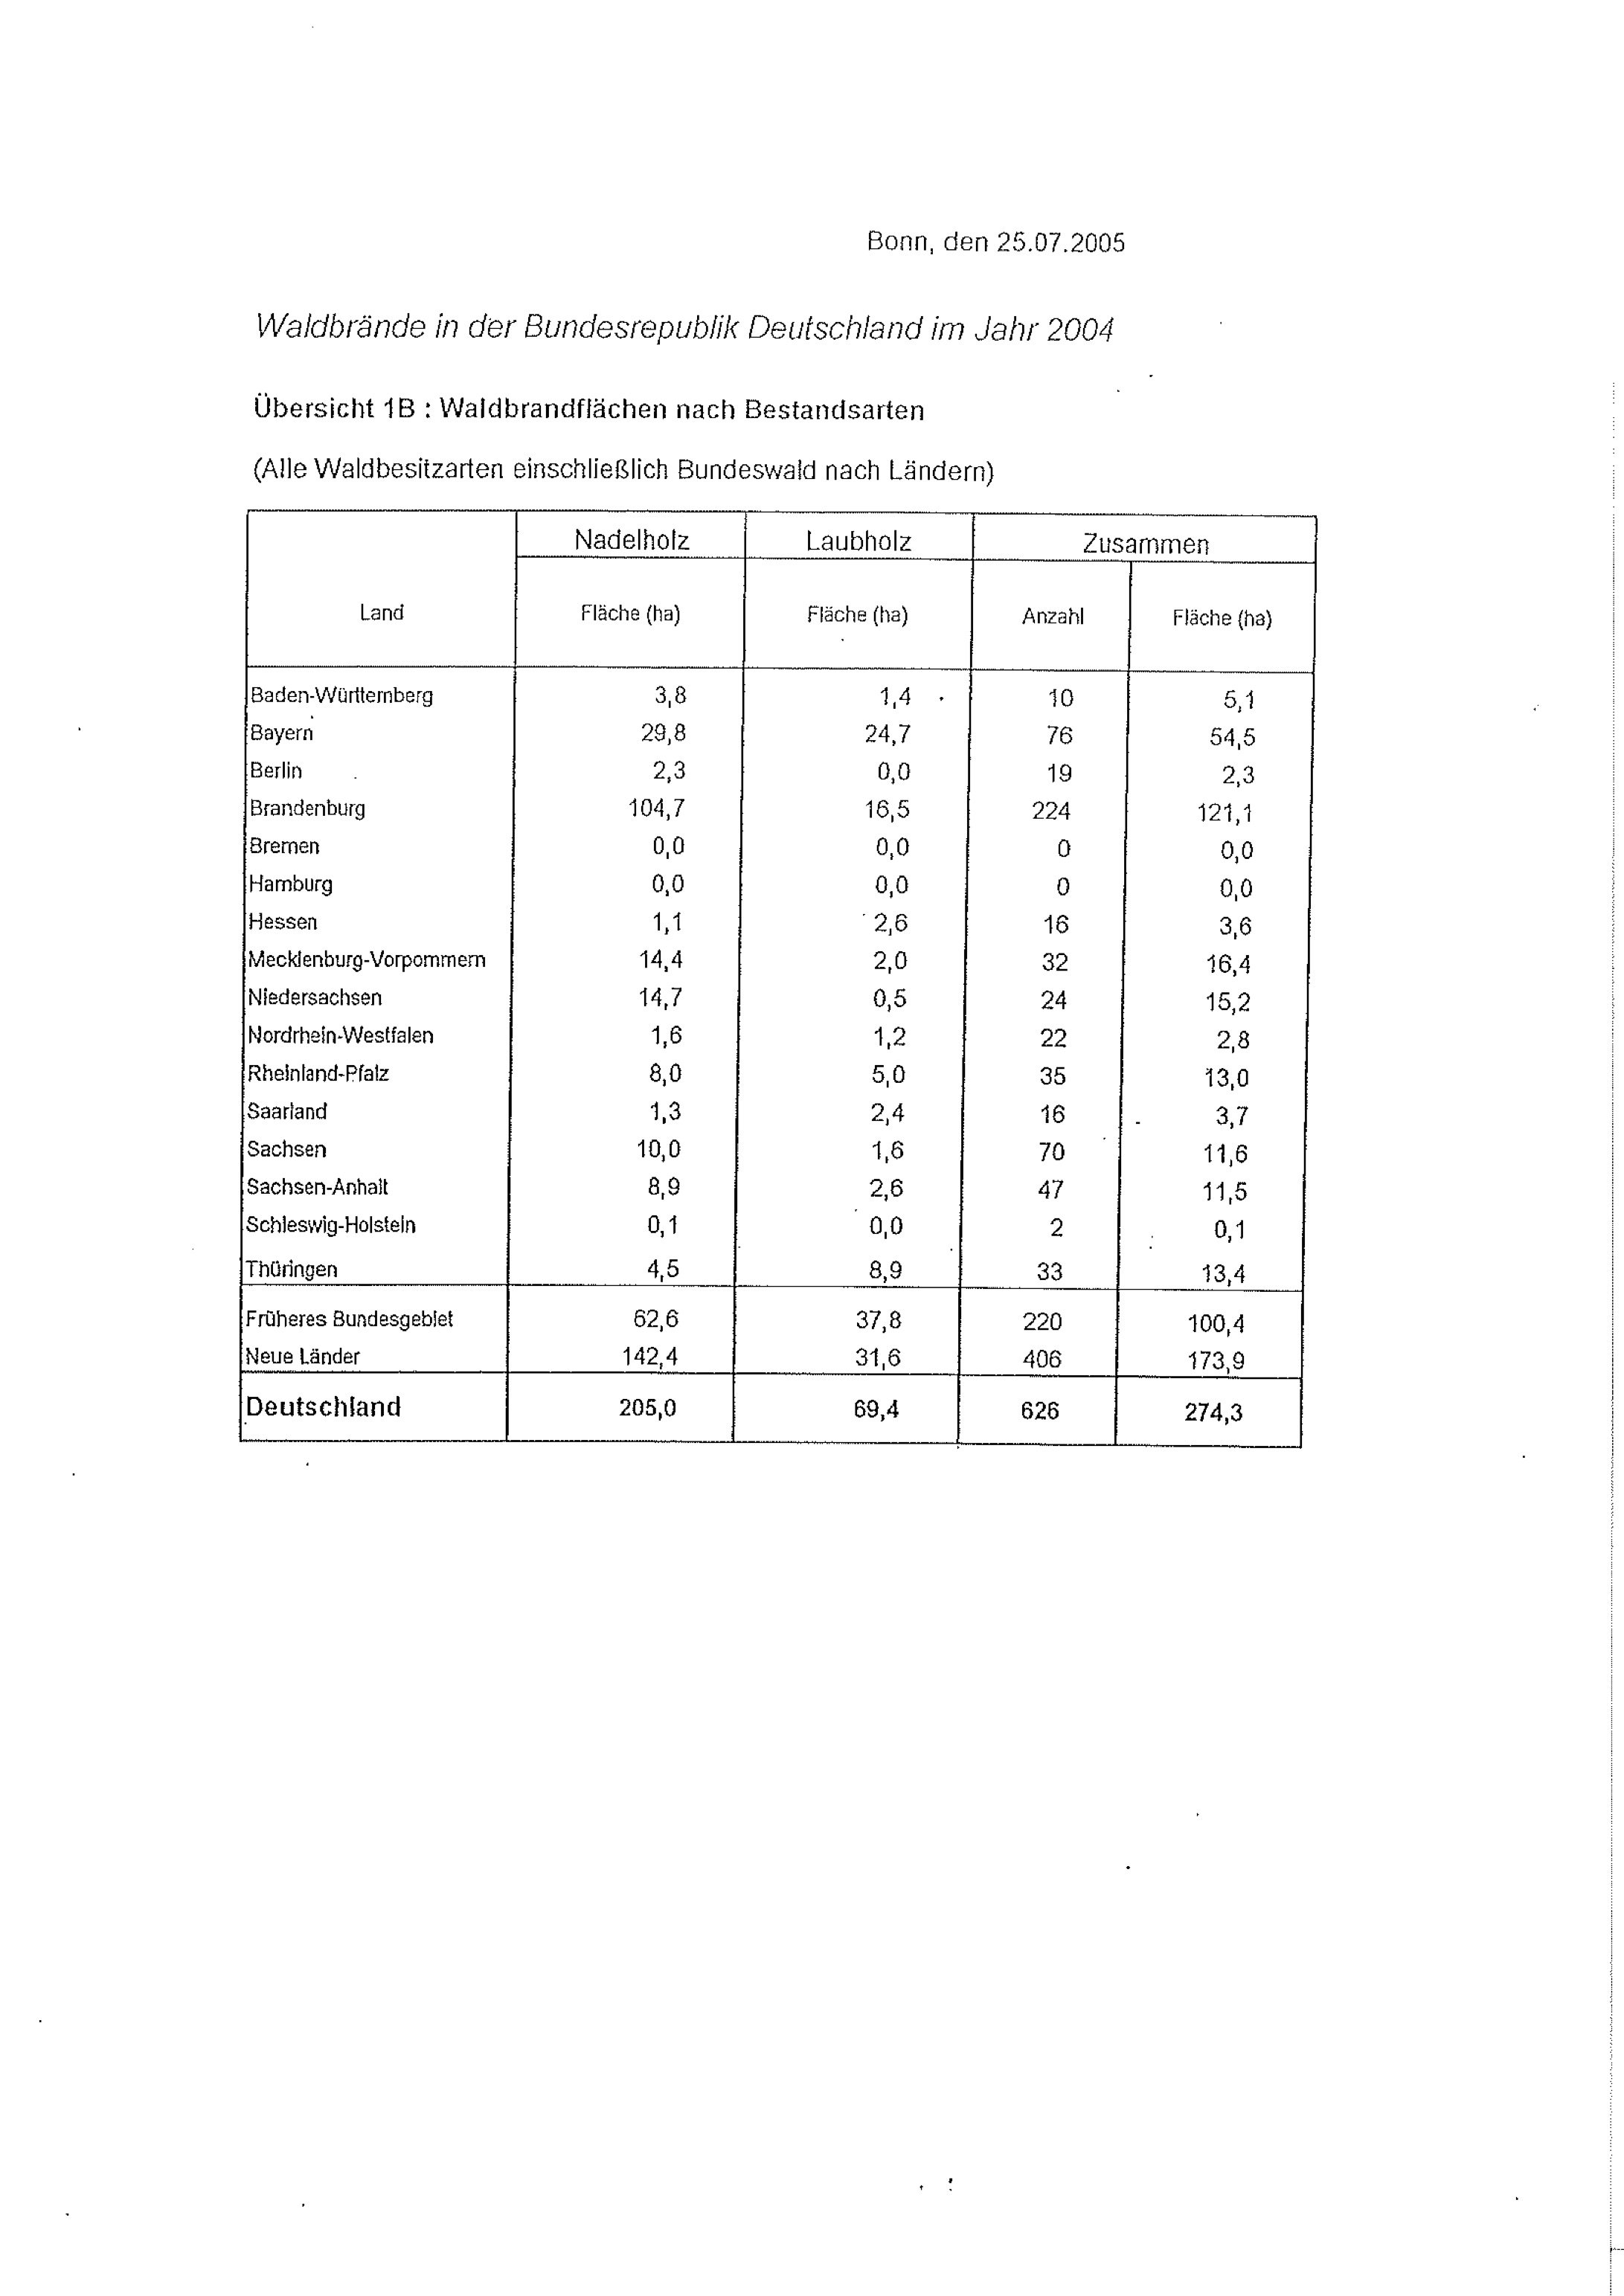 Bonn, den 25.07.2005
Waldbrände in der Bundesrepublik Deutschland im Jahr 2004
Übersicht 1B : Waldbrandflächen nach Bestandsarten
(Alle Waldbesitzarten einschließlich Bundeswald nach Ländern)
Nadelholz Laubholz Zusammen
Land Fläche (ha) Fläche (ha) Anzahl Fläche (ha)
Baden-Württemberg 3,8 1,4 10 5,1
Bayern 29,8 24,7 76 54,5
Berlin 2,3 0,0 19 2,3
Brandenburg 104,7 16,5 224 121,1
Bremen 0,0 0,0 0 0,0
Hamburg 0,0 0,0 0 0,0
Hessen 1,1 2,6 16 3,6
Mecklenburg-Vorpommern 14,4 2,0 32 16,4
Niedersachsen 14,7 0,5 24 15,2
Nordrhein-Westfalen 1,6 1,2 22 2,8
Rheinland-Pfalz 8,0 5,0 35 13,0
Saarland 1,3 2,4 16 3,7
Sachsen 10,0 1,6 70 11,6
Sachsen-Anhalt 8,9 2,6 47 11,5
Schleswig-Holstein 0,1 0,0 2 0,1
Thüringen 4,5 8,9 33 13,4
Früheres Bundesgebiet 62,6 37,8 220 100,4
Neue Länder 142,4 31,6 406 173,9
Deutschland 205,0 69,4 626 274,3